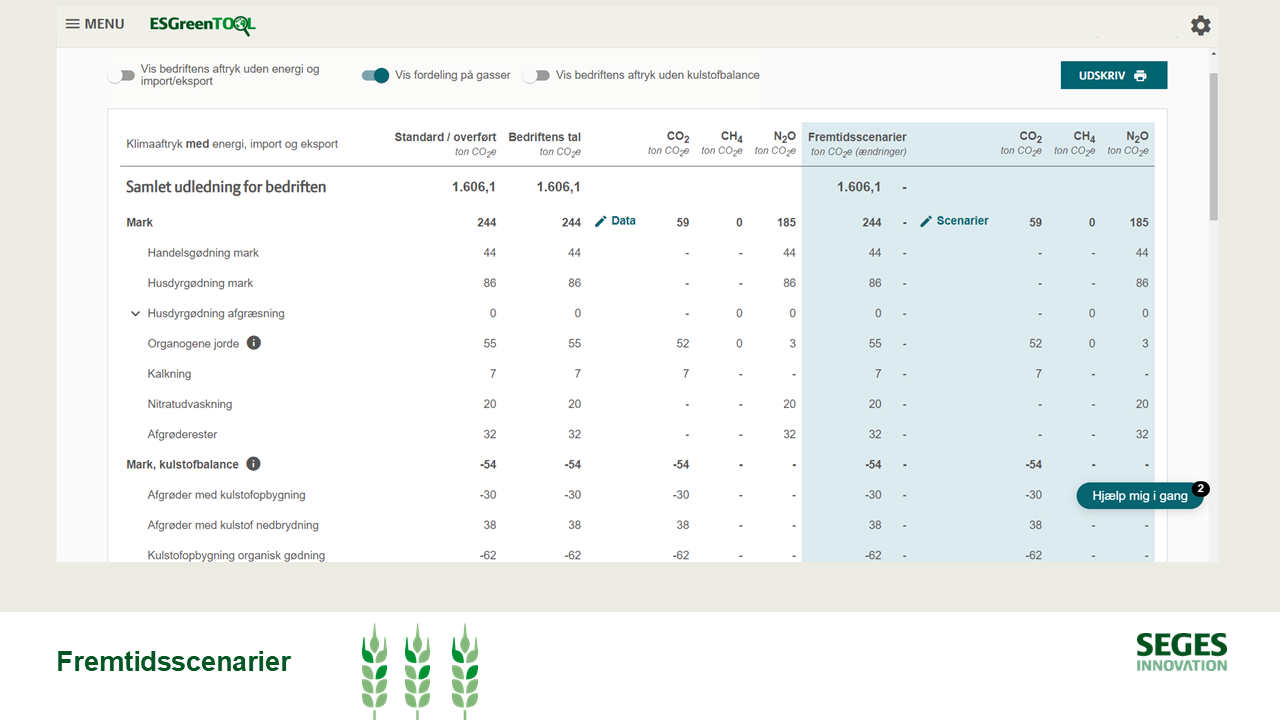 MENU
ESGreenTOOL
Vis bedriftens aftryk uden energi og
import/eksport
Vis fordeling på gasser
Vis bedriftens aftryk uden kulstofbalance
UDSKRIV
Klimaaftryk med energi, import og eksport
Standard / overført Bedriftens tal CO2 CH4 N2O Fremtidsscenarier CO2 CH4 N2O
ton CO2e ton CO2e ton CO2e ton CO2e ton CO2e ton CO2e (ændringer) ton CO2e ton CO2e ton CO2e
Samlet udledning for bedriften 1.606,1 1.606,1 1.606,1 -
Mark 244 244 Data 59 0 185 244 - Scenarier 59 0 185
Handelsgødning mark 44 44 - - 44 44 - - - 44
Husdyrgødning mark 86 86 - - 86 86 - - - 86
Husdyrgødning afgræsning 0 0 - 0 0 0 - - 0 0
Organogene jorde i 55 55 52 0 3 55 - 52 0 3
Kalkning 7 7 7 - - 7 - 7 - -
Nitratudvaskning 20 20 - - 20 20 - - - 20
Afgrøderester 32 32 - - 32 32 - - - 32
Mark, kulstofbalance i -54 -54 -54 - - -54 - -54 - -
Afgrøder med kulstofopbygning -30 -30 -30 - - -30 - -30
Hjælp mig i gang 2
Afgrøder med kulstof nedbrydning 38 38 38 - - 38 - 38 - -
Kulstofopbygning organisk gødning -62 -62 -62 - - -62 - -62 - -
Fremtidsscenarier
SEGES
INNOVATION